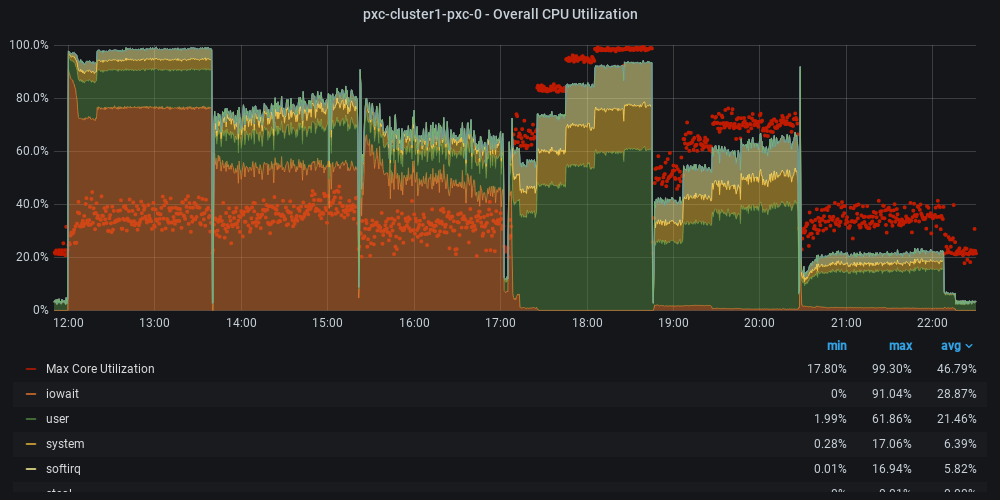 pxc-cluster1-pxc-0 - Overall CPU Utilization
100.0%
80.0%
60.0%
40.0%
20.0%
0%
12:00 13:00 14:00 15:00 16:00 17:00 18:00 19:00 20:00 21:00 22:00
min max avg
Max Core Utilization 17.80% 99.30% 46.79%
iowait 0% 91.04% 28.87%
user 1.99% 61.86% 21.46%
system 0.28% 17.06% 6.39%
softirq 0.01% 16.94% 5.82%